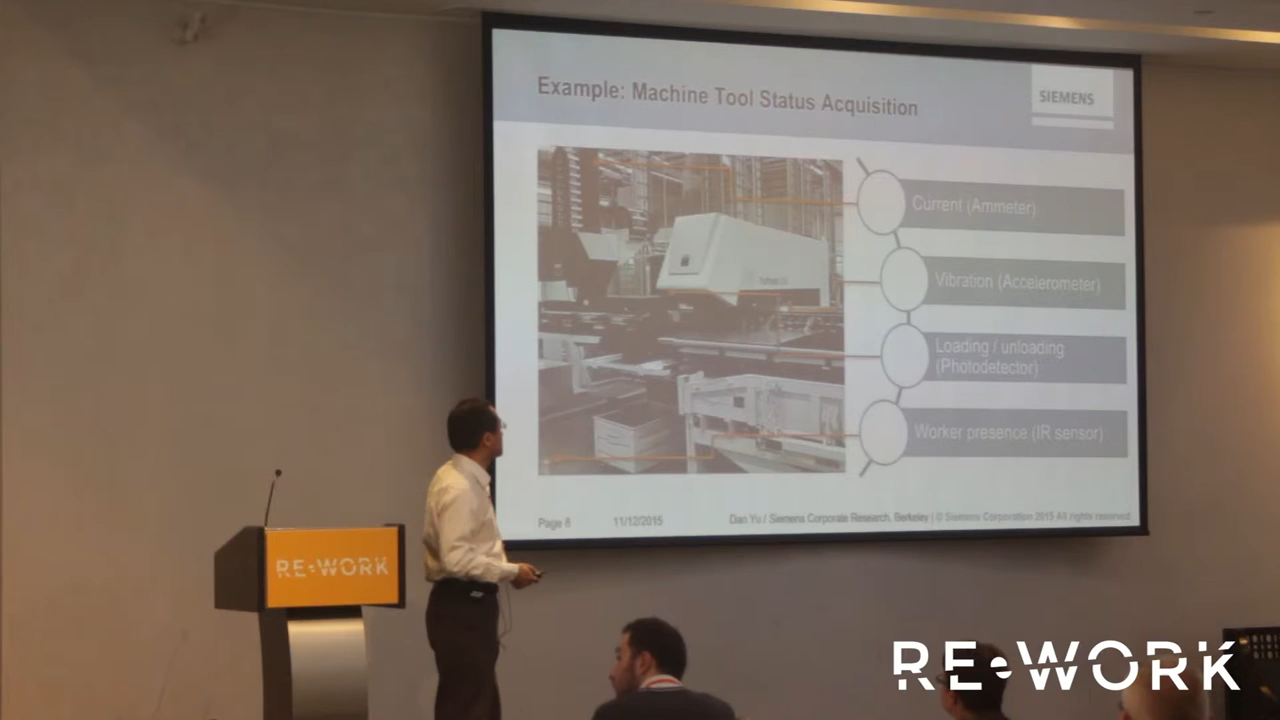 Example: Machine Tool Status Acquisition
SIEMENS
Current (Ammeter)
Vibration (Accelerometer)
Loading / unloading
(Photodetector)
Worker presence (IR sensor)
Page 8
11/12/2015
Dan Yu / Siemens Corporate Research, Berkeley | © Siemens Corporation 2015 All rights reserved
RE•WORK
RE•WORK